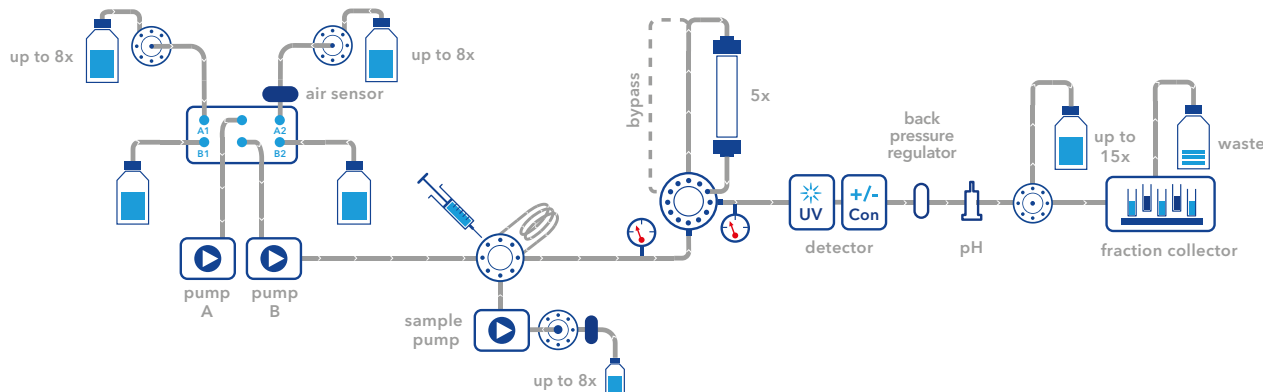 up to 8x
up to 8x
air sensor
A1
A2
B1
B2
pump
A
pump
B
sample
pump
up to 8x
bypass
5x
UV
+/-
Con
detector
back
pressure
regulator
pH
up to
15x
waste
fraction collector